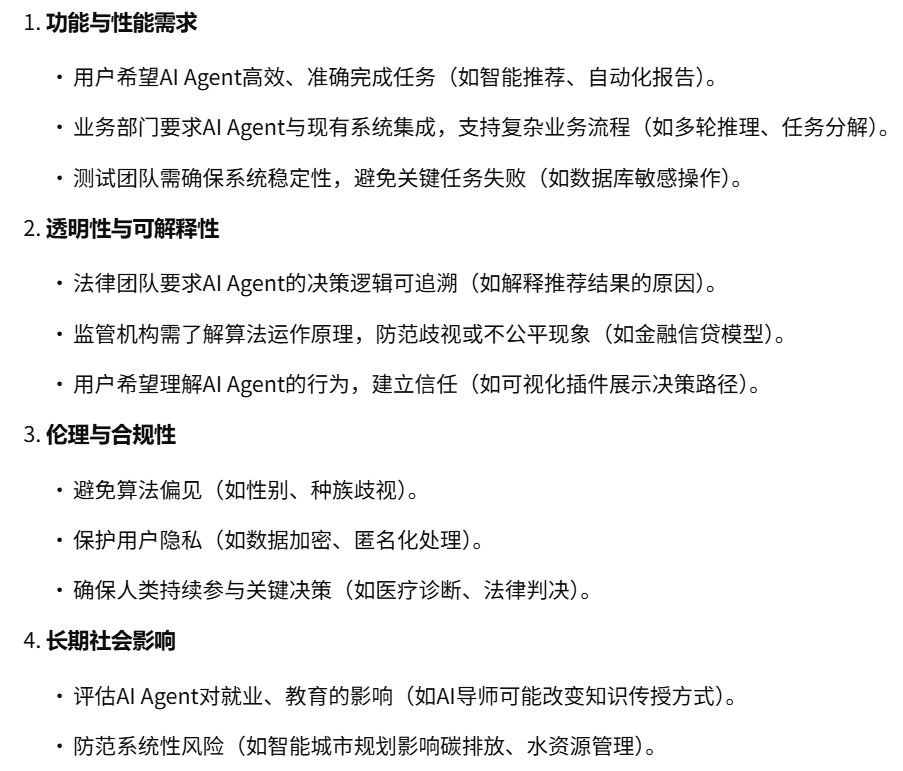 1. 功能与性能需求
• 用户希望AI Agent高效、准确完成任务（如智能推荐、自动化报告）。
• 业务部门要求AI Agent与现有系统集成，支持复杂业务流程（如多轮推理、任务分解）。
• 测试团队需确保系统稳定性，避免关键任务失败（如数据库敏感操作）。
2. 透明性与可解释性
• 法律团队要求AI Agent的决策逻辑可追溯（如解释推荐结果的原因）。
• 监管机构需了解算法运作原理，防范歧视或不公平现象（如金融信贷模型）。
• 用户希望理解AI Agent的行为，建立信任（如可视化插件展示决策路径）。
3. 伦理与合规性
• 避免算法偏见（如性别、种族歧视）。
• 保护用户隐私（如数据加密、匿名化处理）。
• 确保人类持续参与关键决策（如医疗诊断、法律判决）。
4. 长期社会影响
• 评估AI Agent对就业、教育的影响（如AI导师可能改变知识传授方式）。
• 防范系统性风险（如智能城市规划影响碳排放、水资源管理）。